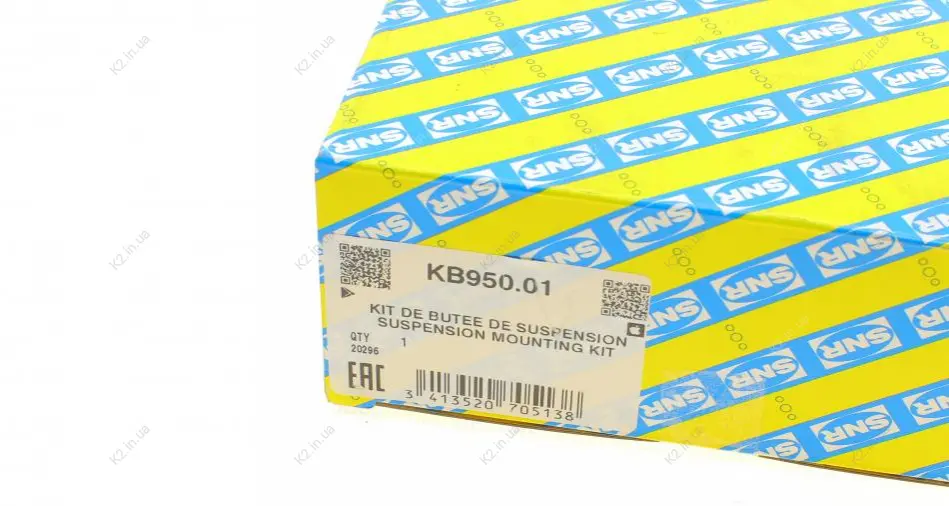 SNR
KB950.01
KIT DE BUTEE DE SUSPENSION
SUSPENSION MOUNTING KIT
QTY 1
20296
EAC
3 413520 705138
K2.in.ua